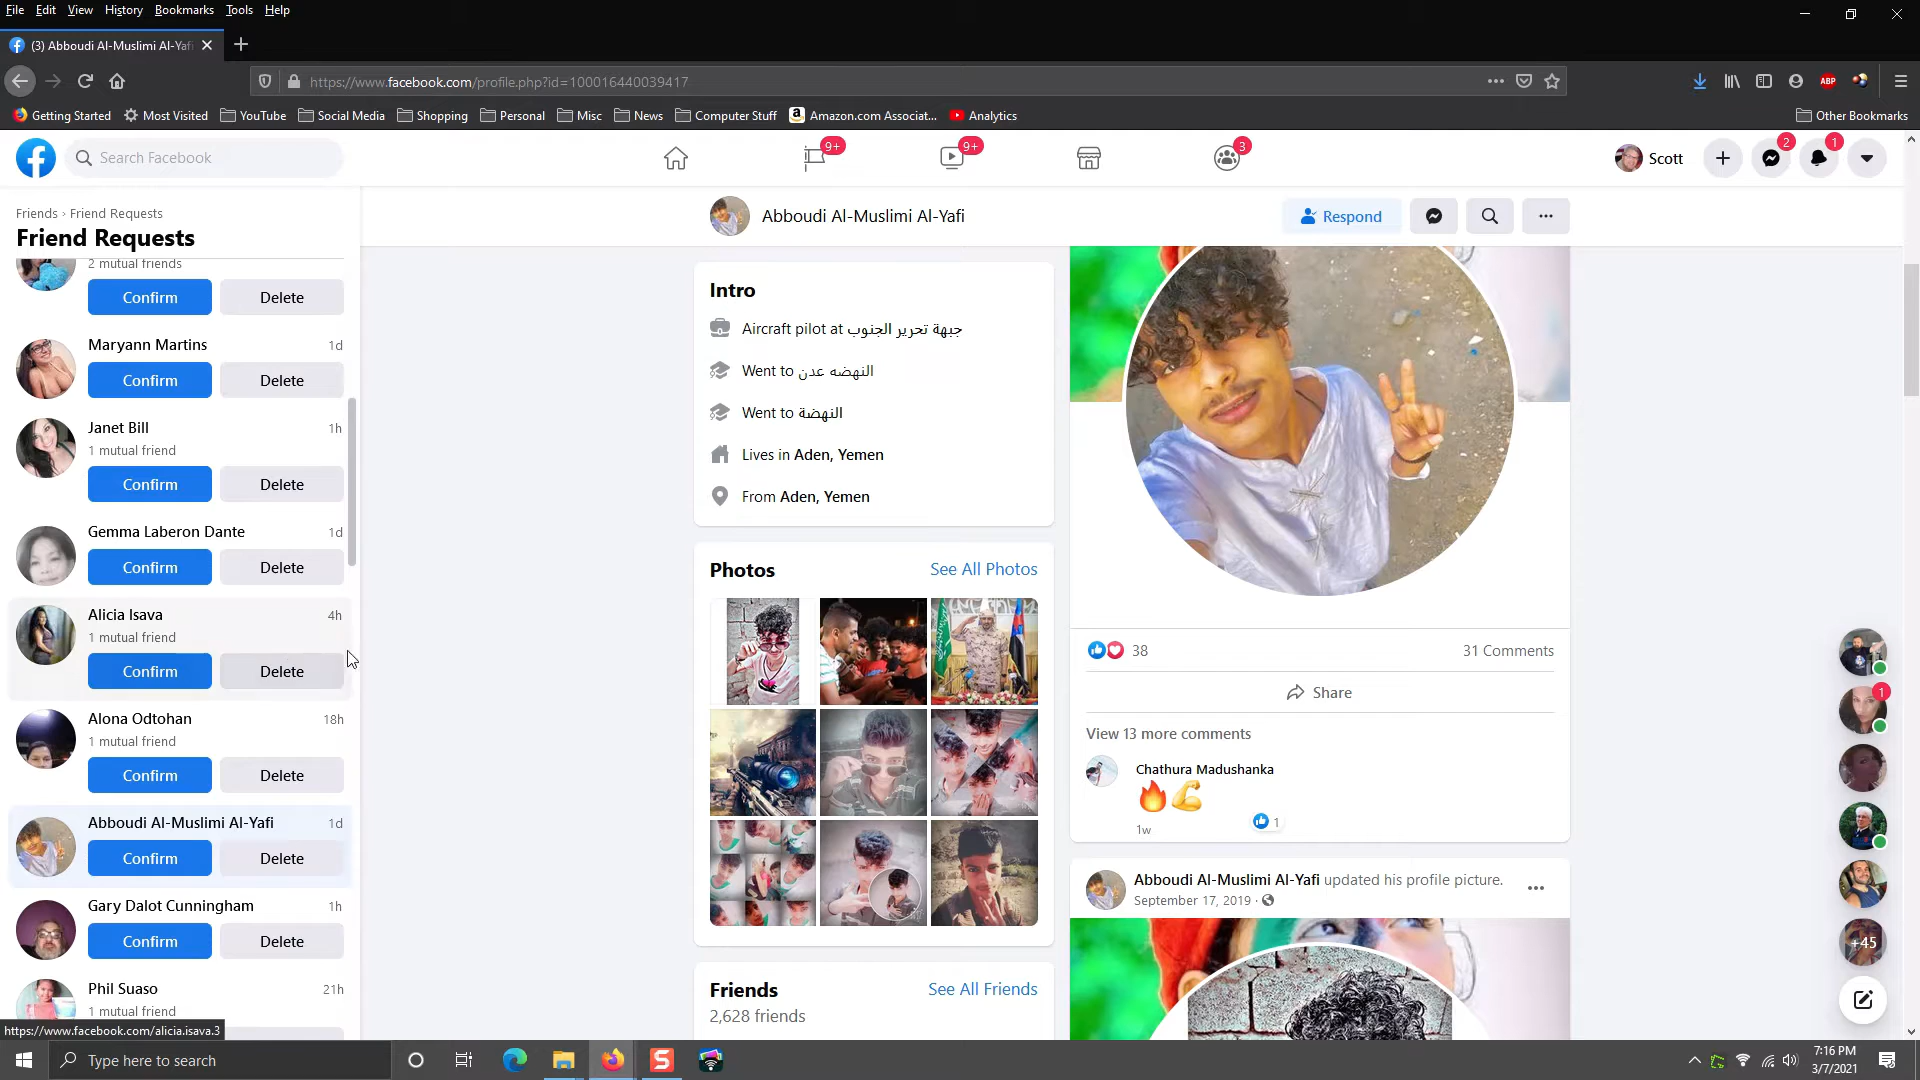 File Edit View History Bookmarks Tools Help
(3) Abboudi Al-Muslimi Al-Yafi
https://www.facebook.com/profile.php?id=100016440039417
Getting Started Most Visited YouTube Social Media Shopping Personal Misc News Computer Stuff Amazon.com Associat... Analytics Other Bookmarks
ABP
Search Facebook 9+ 9+ 3 Scott 2 1
Friends › Friend Requests
Friend Requests
2 mutual friends
Confirm Delete
Maryann Martins 1d
Confirm Delete
Janet Bill 1h
1 mutual friend
Confirm Delete
Gemma Laberon Dante 1d
Confirm Delete
Alicia Isava 4h
1 mutual friend
Confirm Delete
Alona Odtohan 18h
1 mutual friend
Confirm Delete
Abboudi Al-Muslimi Al-Yafi 1d
Confirm Delete
Gary Dalot Cunningham 1h
Confirm Delete
Phil Suaso 21h
1 mutual friend
https://www.facebook.com/alicia.isava.3
Abboudi Al-Muslimi Al-Yafi Respond
Intro
Aircraft pilot at جبهة تحرير الجنوب
Went to النهضه عدن
Went to النهضة
Lives in Aden, Yemen
From Aden, Yemen
Photos See All Photos
Friends See All Friends
2,628 friends
38 31 Comments
Share
View 13 more comments
Chathura Madushanka
🔥💪
1w 1
Abboudi Al-Muslimi Al-Yafi updated his profile picture.
September 17, 2019 ·
1
+45
Type here to search
S
7:16 PM
3/7/2021